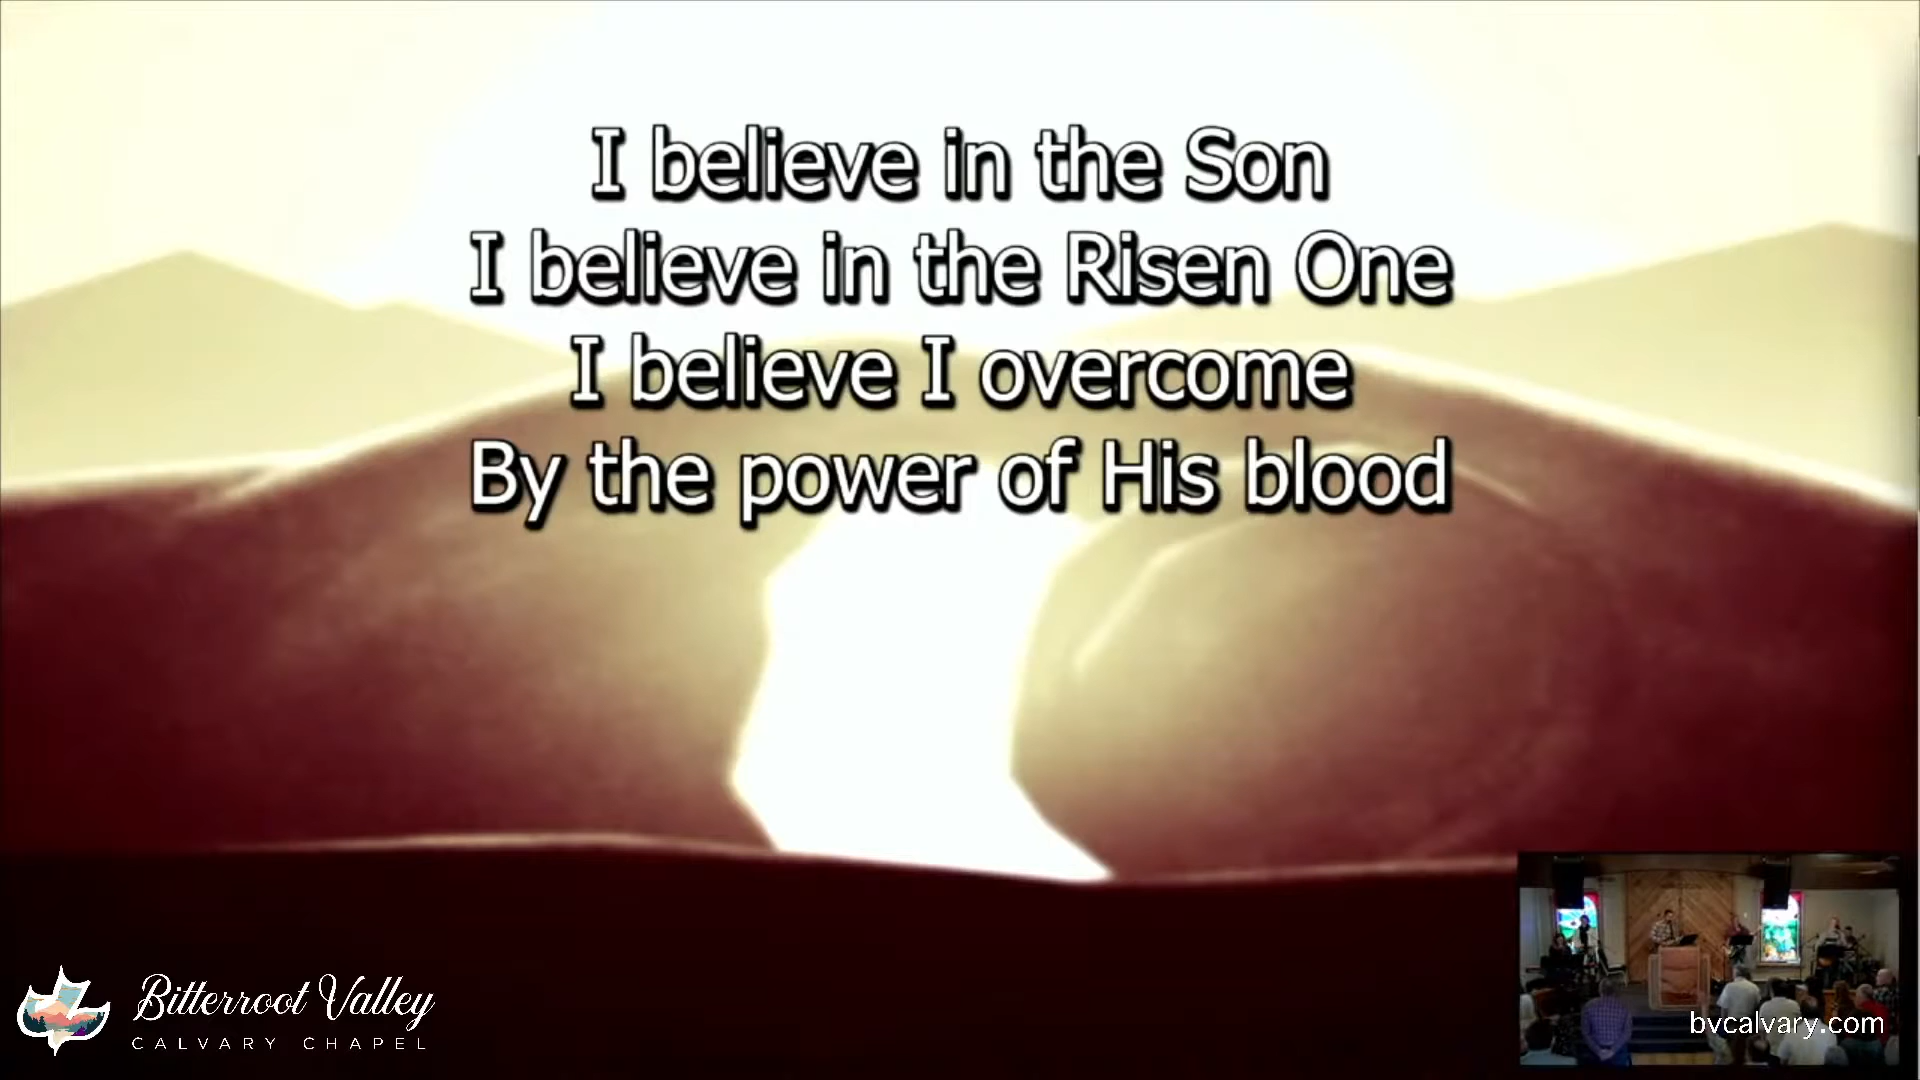 I believe in the Son
I believe in the Risen One
I believe I overcome
By the power of His blood
Bitterroot Valley
CALVARY CHAPEL
bvcalvary.com